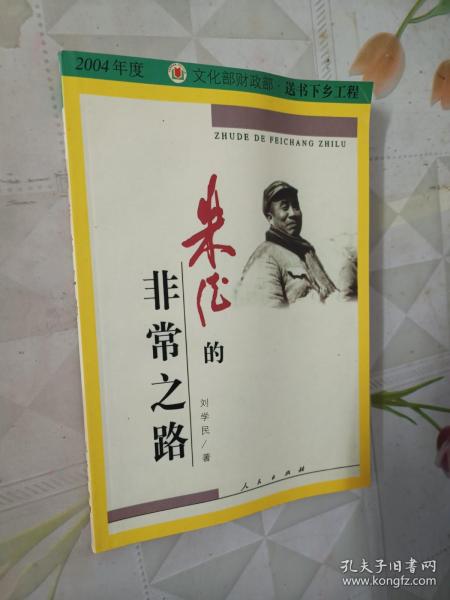 2004年度 文化部财政部·送书下乡工程
ZHUDE DE FEICHANG ZHILU
朱德
的
非常之路
刘学民/著
人民出版社
孔夫子旧书网
www.kongfz.com